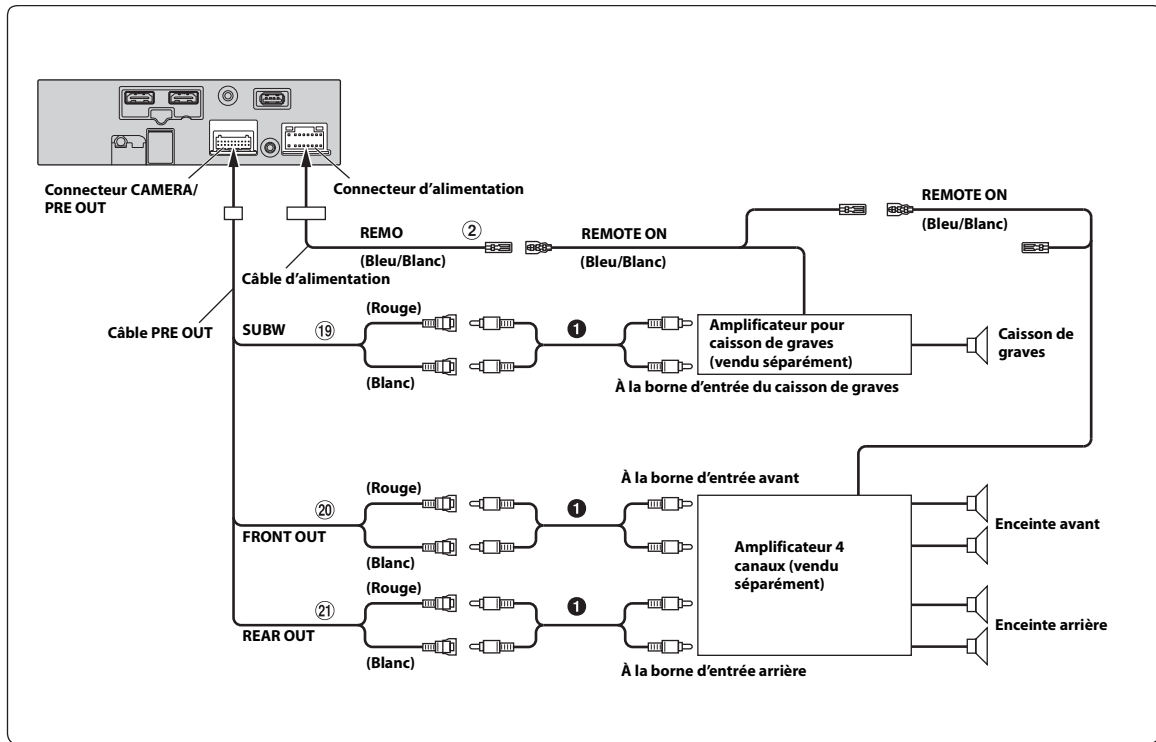 Connecteur CAMERA/
PRE OUT
Connecteur d'alimentation
REMO
②
(Bleu/Blanc)
REMOTE ON
(Bleu/Blanc)
REMOTE ON
(Bleu/Blanc)
Câble d'alimentation
Câble PRE OUT
SUBW
⑲
(Rouge)
(Blanc)
❶
Amplificateur pour
caisson de graves
(vendu séparément)
Caisson de
graves
À la borne d'entrée du caisson de graves
À la borne d'entrée avant
(Rouge)
⑳
FRONT OUT
(Blanc)
❶
Amplificateur 4
canaux (vendu
séparément)
Enceinte avant
(Rouge)
㉑
REAR OUT
(Blanc)
❶
Enceinte arrière
À la borne d'entrée arrière